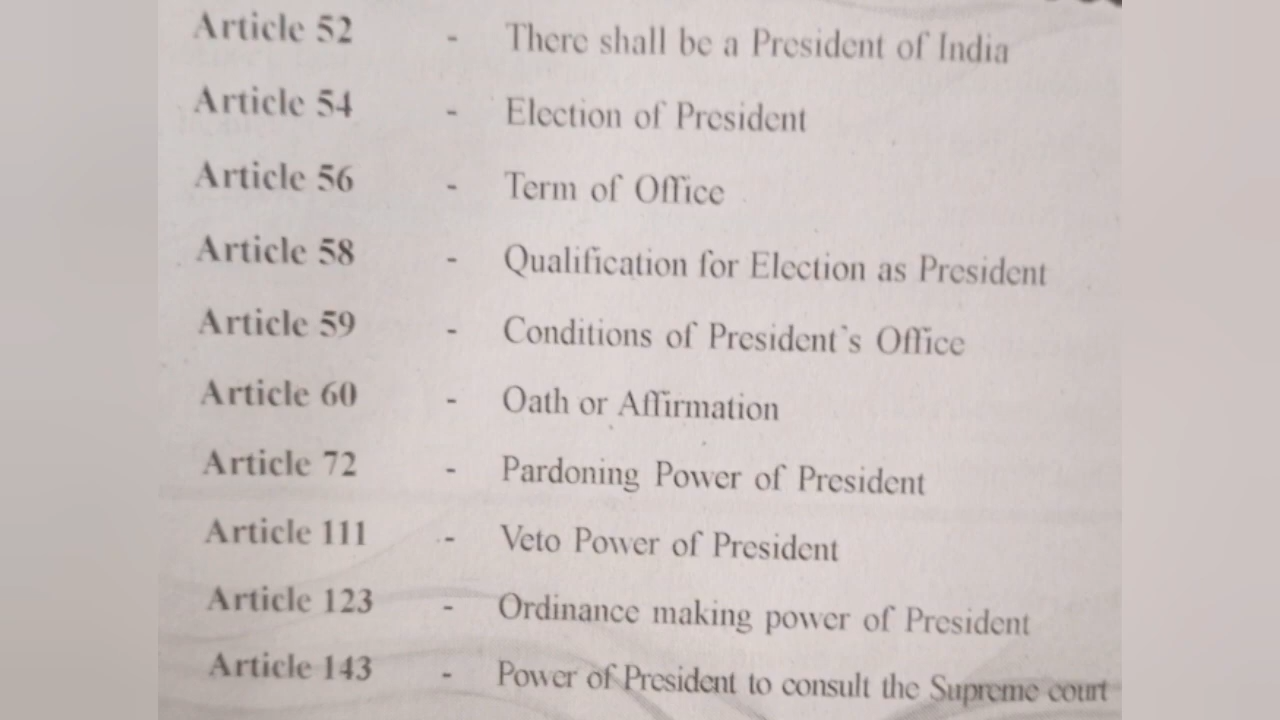 Article 52 - There shall be a President of India
Article 54 - Election of President
Article 56 - Term of Office
Article 58 - Qualification for Election as President
Article 59 - Conditions of President`s Office
Article 60 - Oath or Affirmation
Article 72 - Pardoning Power of President
Article 111 - Veto Power of President
Article 123 - Ordinance making power of President
Article 143 - Power of President to consult the Supreme court